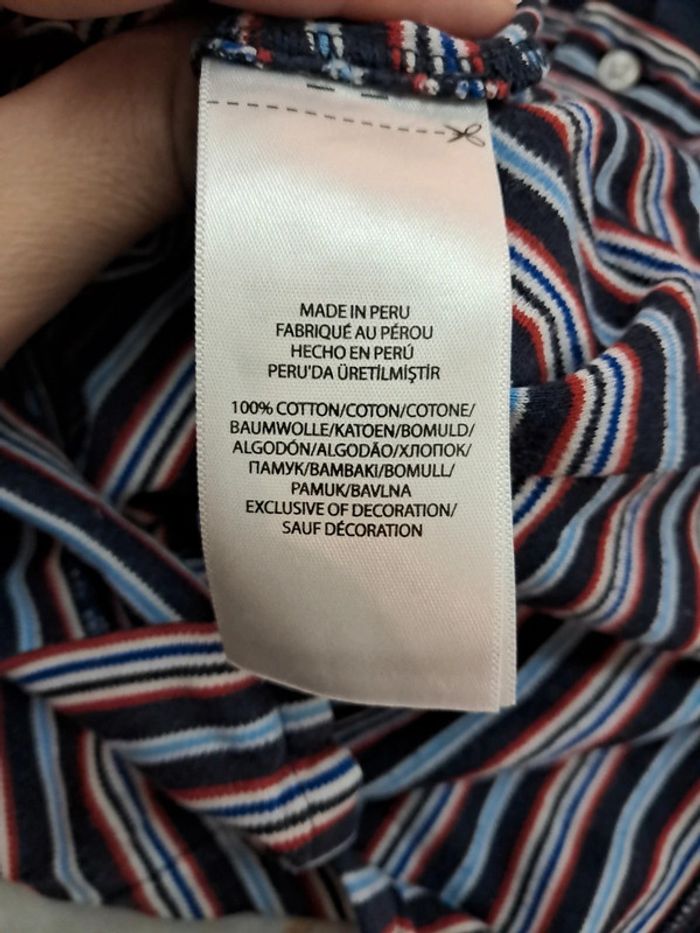 MADE IN PERU
FABRIQUÉ AU PÉROU
HECHO EN PERÚ
PERU'DA ÜRETİLMİŞTİR
100% COTTON/COTON/COTONE/
BAUMWOLLE/KATOEN/BOMULD/
ALGODÓN/ALGODÃO/ХЛОПОК/
ПАМУК/BAMBAKI/BOMULL/
PAMUK/BAVLNA
EXCLUSIVE OF DECORATION/
SAUF DÉCORATION